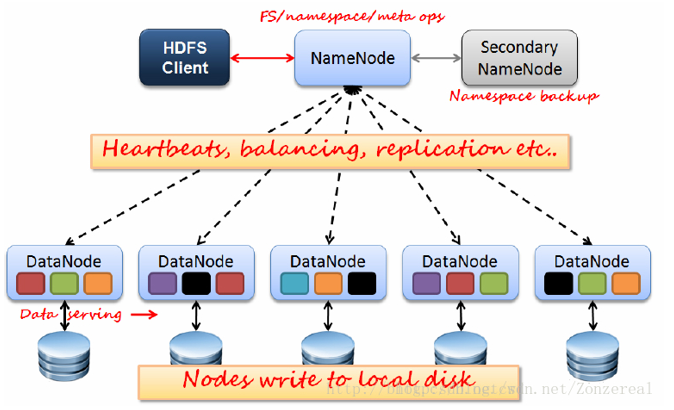 FS/namespace/meta ops
HDFS
Client
NameNode
Secondary
NameNode
Namespace backup
Heartbeats, balancing, replication etc..
DataNode
DataNode
DataNode
DataNode
DataNode
Data serving
Nodes write to local disk